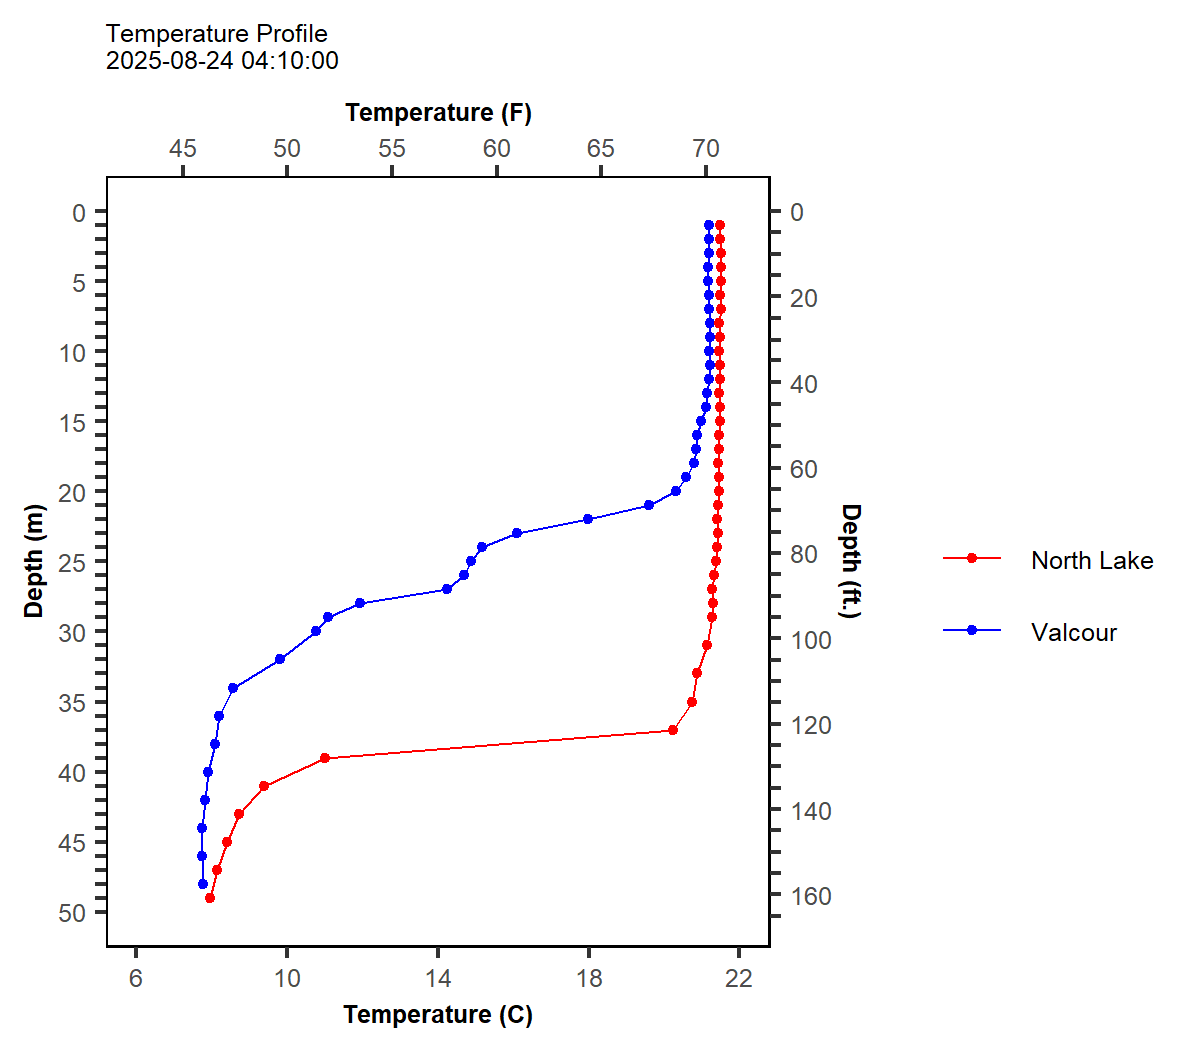 Temperature Profile
2025-08-24 04:10:00
Temperature (F)
45 50 55 60 65 70
0
5
10
15
20
25
30
35
40
45
50
Depth (m)
0
20
40
60
80
100
120
140
160
Depth (ft.)
North Lake
Valcour
6 10 14 18 22
Temperature (C)